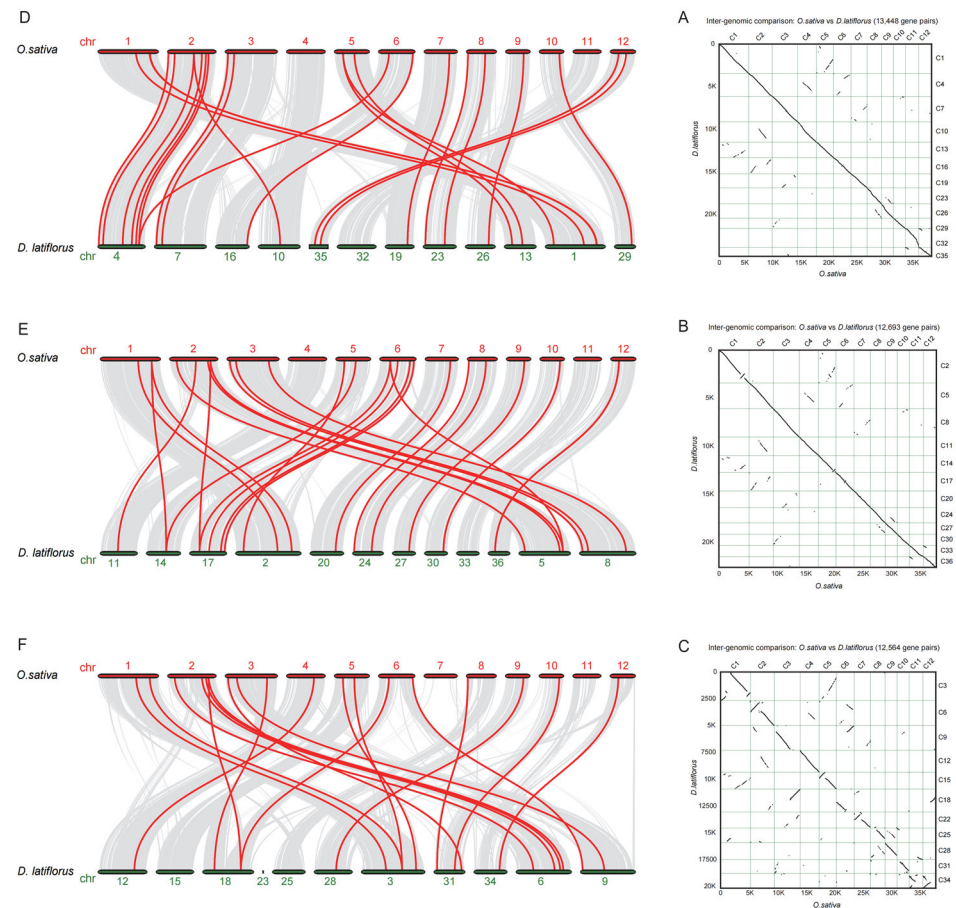 D
O.sativa
chr 1 2 3 4 5 6 7 8 9 10 11 12
D. latiflorus
chr 4 7 16 10 35 32 19 23 26 13 1 29
A
Inter-genomic comparison: O.sativa vs D.latiflorus (13,448 gene pairs)
C1 C2 C3 C4 C5 C6 C7 C8 C9 C10 C11 C12
0
5K
10K
15K
20K
D.latiflorus
C1
C4
C7
C10
C13
C16
C19
C23
C26
C29
C32
C35
0 5K 10K 15K 20K 25K 30K 35K
O.sativa
E
chr 1 2 3 4 5 6 7 8 9 10 11 12
O.sativa
D. latiflorus
chr 11 14 17 2 20 24 27 30 33 36 5 8
B
Inter-genomic comparison: O.sativa vs D.latiflorus (12,693 gene pairs)
C1 C2 C3 C4 C5 C6 C7 C8 C9 C10 C11 C12
0
5K
10K
15K
20K
D.latiflorus
C2
C5
C8
C11
C14
C17
C20
C24
C27
C30
C33
C36
0 5K 10K 15K 20K 25K 30K 35K
O.sativa
F
chr 1 2 3 4 5 6 7 8 9 10 11 12
O.sativa
D. latiflorus
chr 12 15 18 23 25 28 3 31 34 6 9
C
Inter-genomic comparison: O.sativa vs D.latiflorus (12,564 gene pairs)
C1 C2 C3 C4 C5 C6 C7 C8 C9 C10 C11 C12
0
2500
5K
7500
10K
12500
15K
17500
20K
D.latiflorus
C3
C6
C9
C12
C15
C18
C22
C25
C28
C31
C34
0 5K 10K 15K 20K 25K 30K 35K
O.sativa